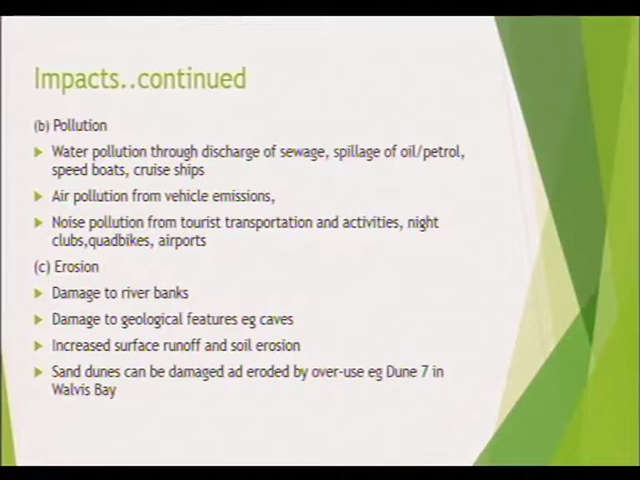 Impacts..continued
(b) Pollution
Water pollution through discharge of sewage, spillage of oil/petrol,
speed boats, cruise ships
Air pollution from vehicle emissions,
Noise pollution from tourist transportation and activities, night
clubs,quadbikes, airports
(c) Erosion
Damage to river banks
Damage to geological features eg caves
Increased surface runoff and soil erosion
Sand dunes can be damaged ad eroded by over-use eg Dune 7 in
Walvis Bay